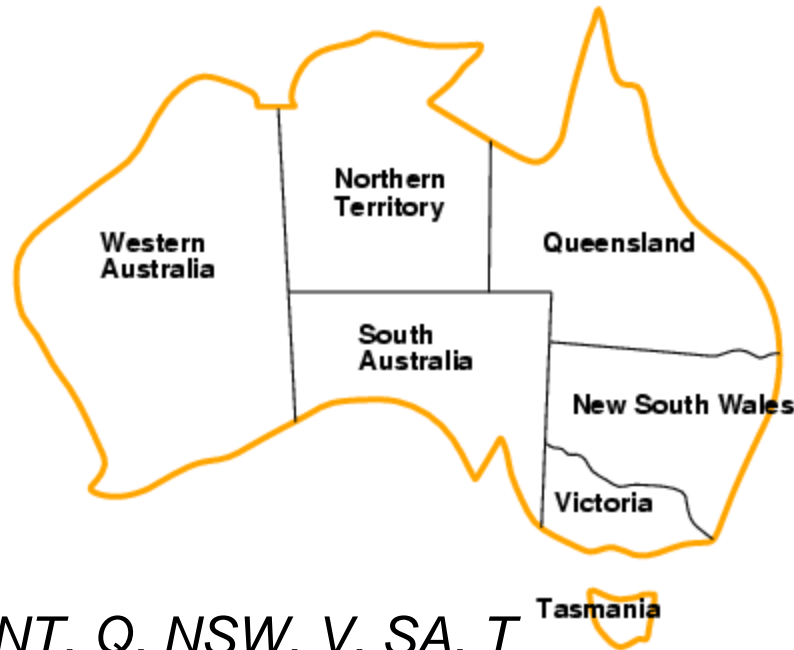 Northern
Territory
Western
Australia
Queensland
South
Australia
New South Wales
Victoria
Tasmania
NT, Q, NSW, V, SA, T